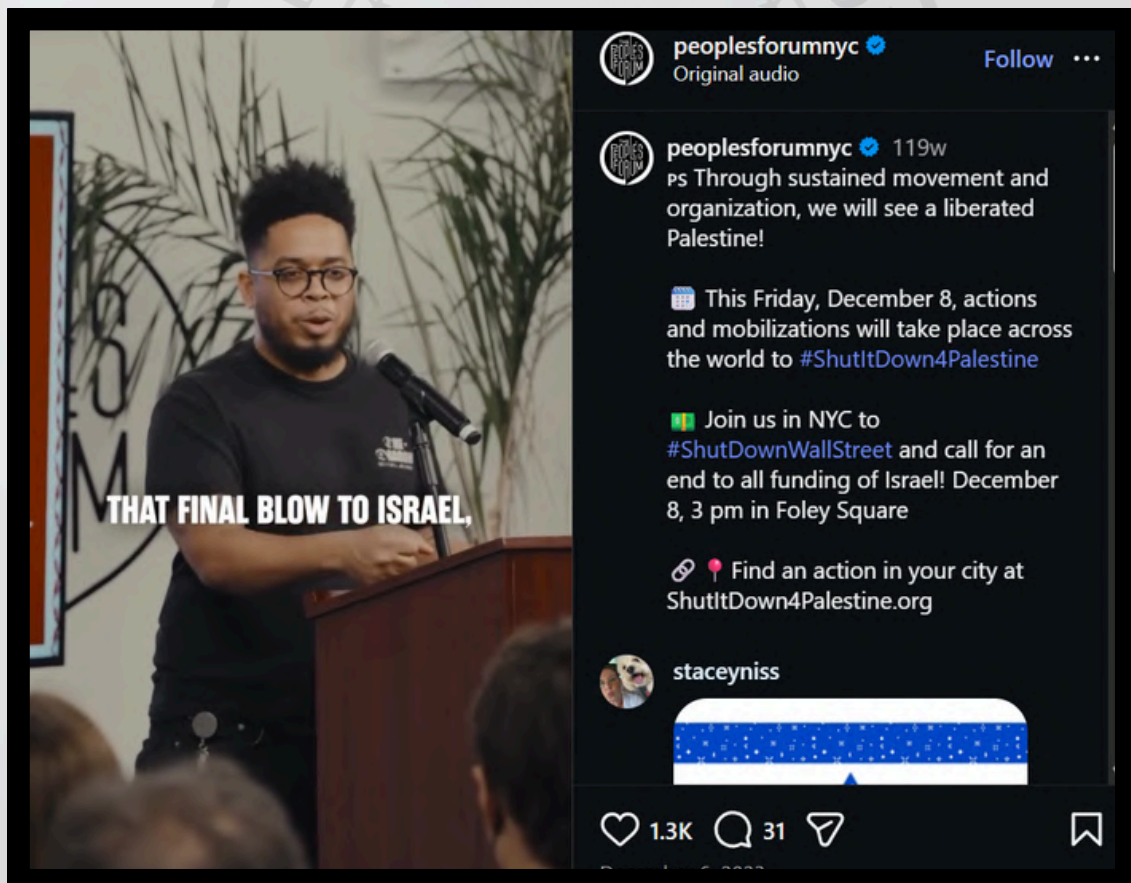 peoplesforumnyc
Original audio
Follow
THE
PEOPLES
FORUM
peoplesforumnyc 119w
PS Through sustained movement and
organization, we will see a liberated
Palestine!
This Friday, December 8, actions
and mobilizations will take place across
the world to #ShutItDown4Palestine
Join us in NYC to
#ShutDownWallStreet and call for an
end to all funding of Israel! December
8, 3 pm in Foley Square
Find an action in your city at
ShutItDown4Palestine.org
staceyniss
1.3K
31
THAT FINAL BLOW TO ISRAEL,